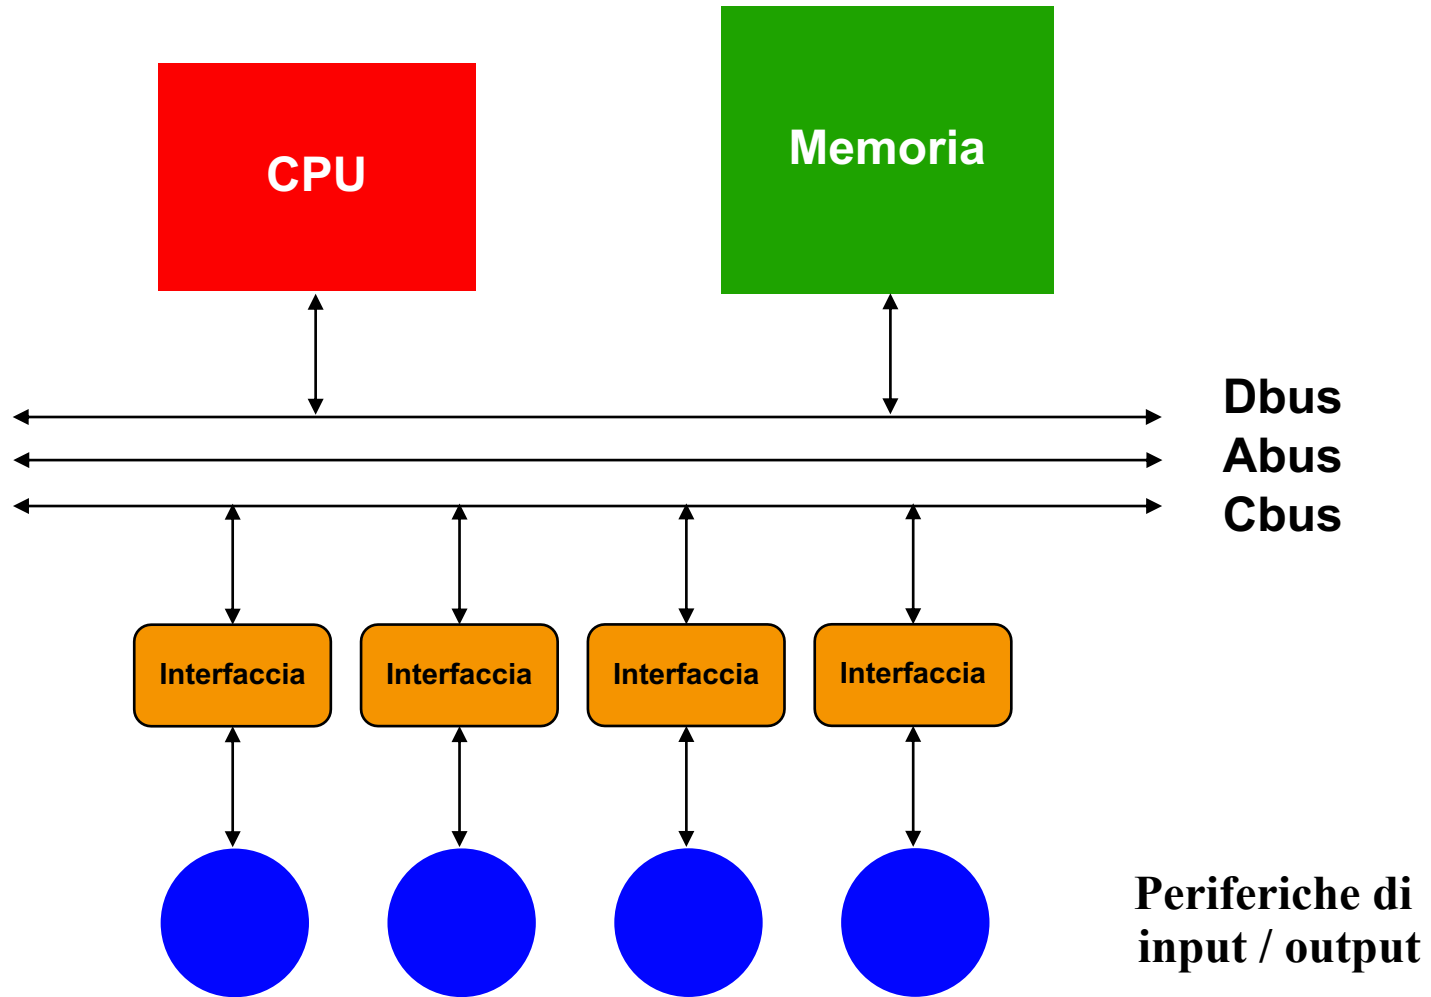 CPU
Memoria
Dbus
Abus
Cbus
Interfaccia
Interfaccia
Interfaccia
Interfaccia
Periferiche di
input / output